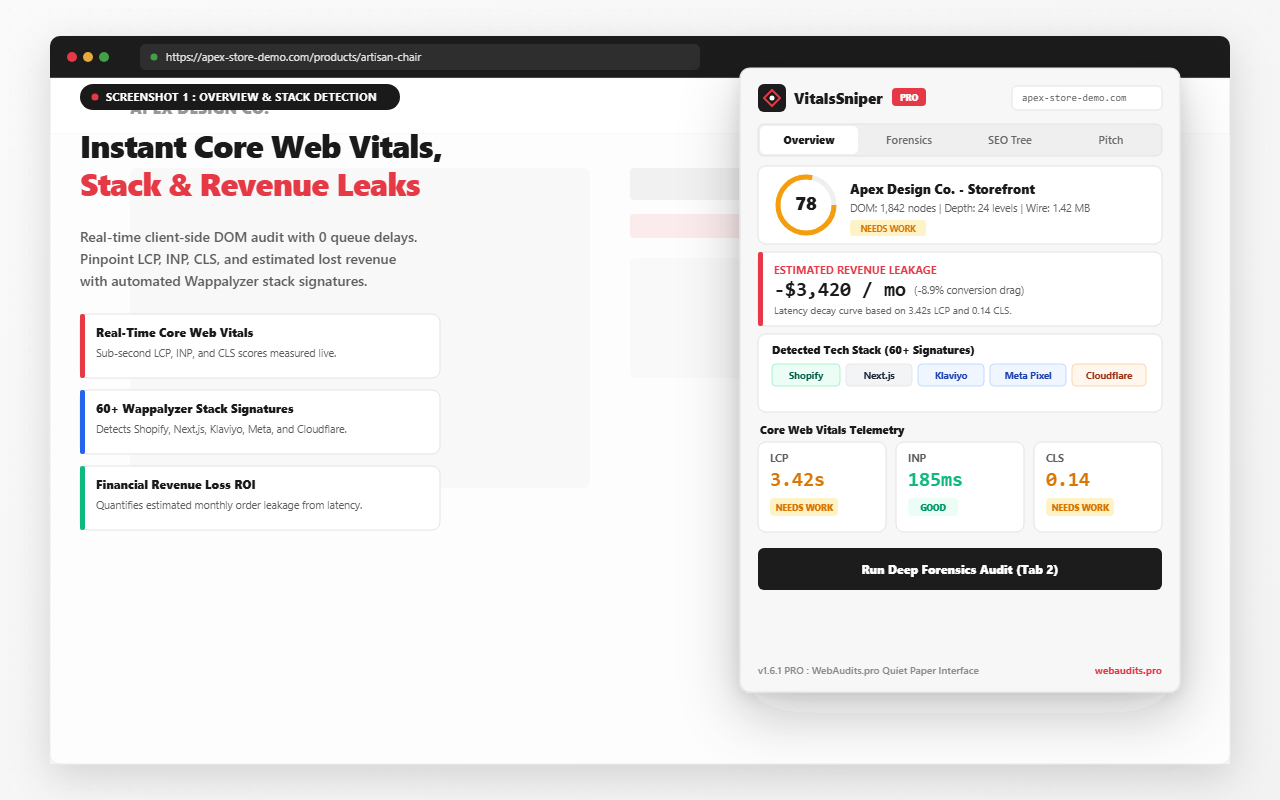 https://apex-store-demo.com/products/artisan-chair
SCREENSHOT 1 : OVERVIEW & STACK DETECTION
APEX DESIGN CO.
Instant Core Web Vitals,
Stack & Revenue Leaks
Real-time client-side DOM audit with 0 queue delays.
Pinpoint LCP, INP, CLS, and estimated lost revenue
with automated Wappalyzer stack signatures.
Real-Time Core Web Vitals
Sub-second LCP, INP, and CLS scores measured live.
60+ Wappalyzer Stack Signatures
Detects Shopify, Next.js, Klaviyo, Meta, and Cloudflare.
Financial Revenue Loss ROI
Quantifies estimated monthly order leakage from latency.
VitalsSniper PRO apex-store-demo.com
Overview Forensics SEO Tree Pitch
78
Apex Design Co. - Storefront
DOM: 1,842 nodes | Depth: 24 levels | Wire: 1.42 MB
NEEDS WORK
ESTIMATED REVENUE LEAKAGE
-$3,420 / mo (-8.9% conversion drag)
Latency decay curve based on 3.42s LCP and 0.14 CLS.
Detected Tech Stack (60+ Signatures)
Shopify Next.js Klaviyo Meta Pixel Cloudflare
Core Web Vitals Telemetry
LCP INP CLS
3.42s 185ms 0.14
NEEDS WORK GOOD NEEDS WORK
Run Deep Forensics Audit (Tab 2)
v1.6.1 PRO : WebAudits.pro Quiet Paper Interface webaudits.pro